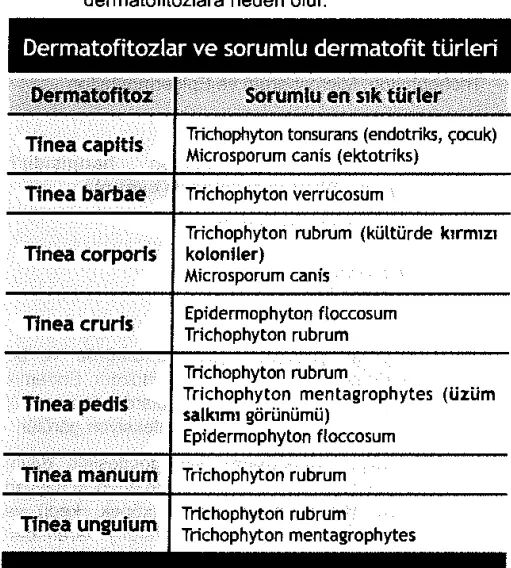 dermatofitozlara neden olur.
Dermatofitozlar ve sorumlu dermatofit türleri
Dermatofitoz Sorumlu en sık türler
Tinea capitis
Trichophyton tonsurans (endotriks, çocuk)
Microsporum canis (ektotriks)
Tinea barbae Trichophyton verrucosum
Tinea corporis
Trichophyton rubrum (kültürde kırmızı
koloniler)
Microsporum canis
Tinea cruris
Epidermophyton floccosum
Trichophyton rubrum
Tinea pedis
Trichophyton rubrum
Trichophyton mentagrophytes (üzüm
salkımı görünümü)
Epidermophyton floccosum
Tinea manuum Trichophyton rubrum
Tinea unguium
Trichophyton rubrum
Trichophyton mentagrophytes